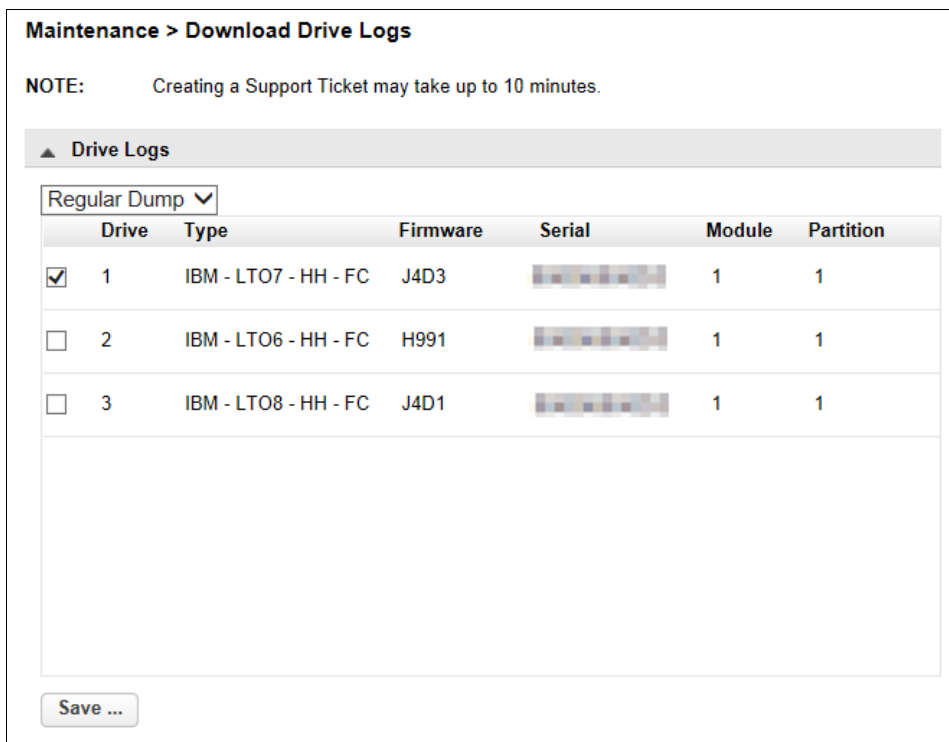 Maintenance > Download Drive Logs
NOTE: Creating a Support Ticket may take up to 10 minutes.
Drive Logs
Regular Dump
Drive Type Firmware Serial Module Partition
1 IBM - LTO7 - HH - FC J4D3 1 1
2 IBM - LTO6 - HH - FC H991 1 1
3 IBM - LTO8 - HH - FC J4D1 1 1
Save ...